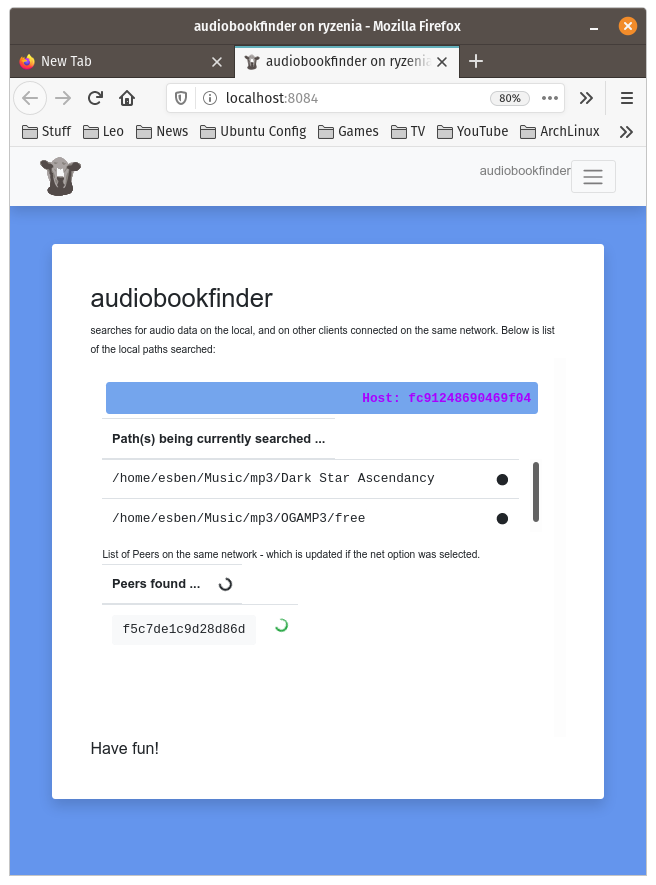 audiobookfinder on ryzenia - Mozilla Firefox
New Tab
audiobookfinder on ryzenia
localhost:8084
80%
Stuff Leo News Ubuntu Config Games TV YouTube ArchLinux
audiobookfinder
audiobookfinder
searches for audio data on the local, and on other clients connected on the same network. Below is list
of the local paths searched:
Host: fc91248690469f04
Path(s) being currently searched ...
/home/esben/Music/mp3/Dark Star Ascendancy
/home/esben/Music/mp3/OGAMP3/free
List of Peers on the same network - which is updated if the net option was selected.
Peers found ...
f5c7de1c9d28d86d
Have fun!